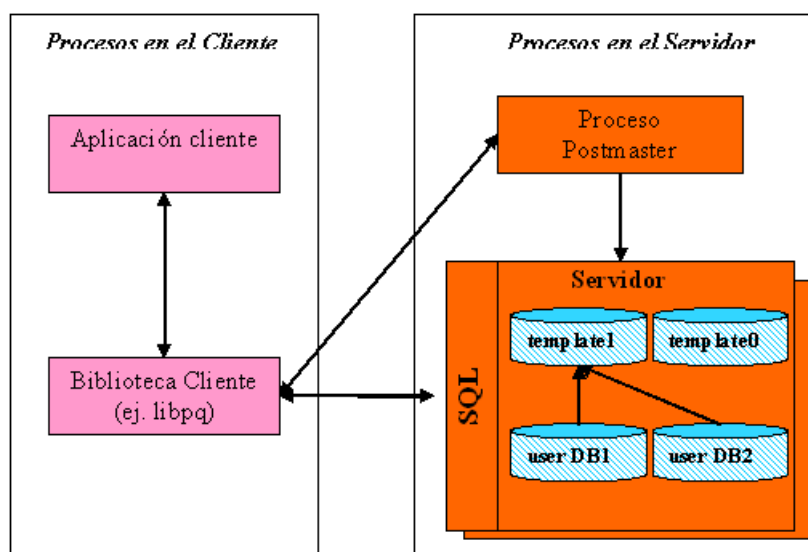 Procesos en el Cliente
Procesos en el Servidor
Aplicación cliente
Proceso
Postmaster
Servidor
template1
template0
SQL
Biblioteca Cliente
(ej. libpq)
user DB1
user DB2